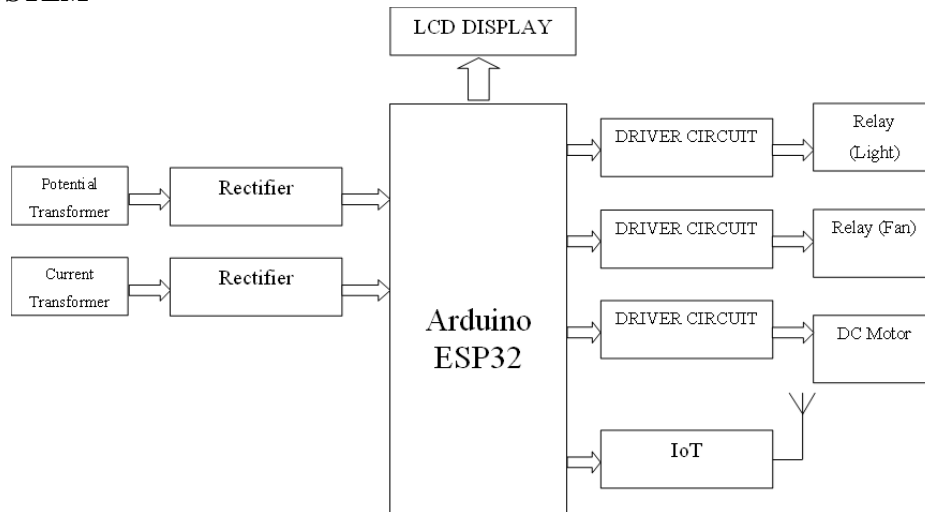 LCD DISPLAY
DRIVER CIRCUIT
Relay
(Light)
Potential
Transformer
Rectifier
DRIVER CIRCUIT
Relay (Fan)
Current
Transformer
Rectifier
Arduino
ESP32
DRIVER CIRCUIT
DC Motor
IoT